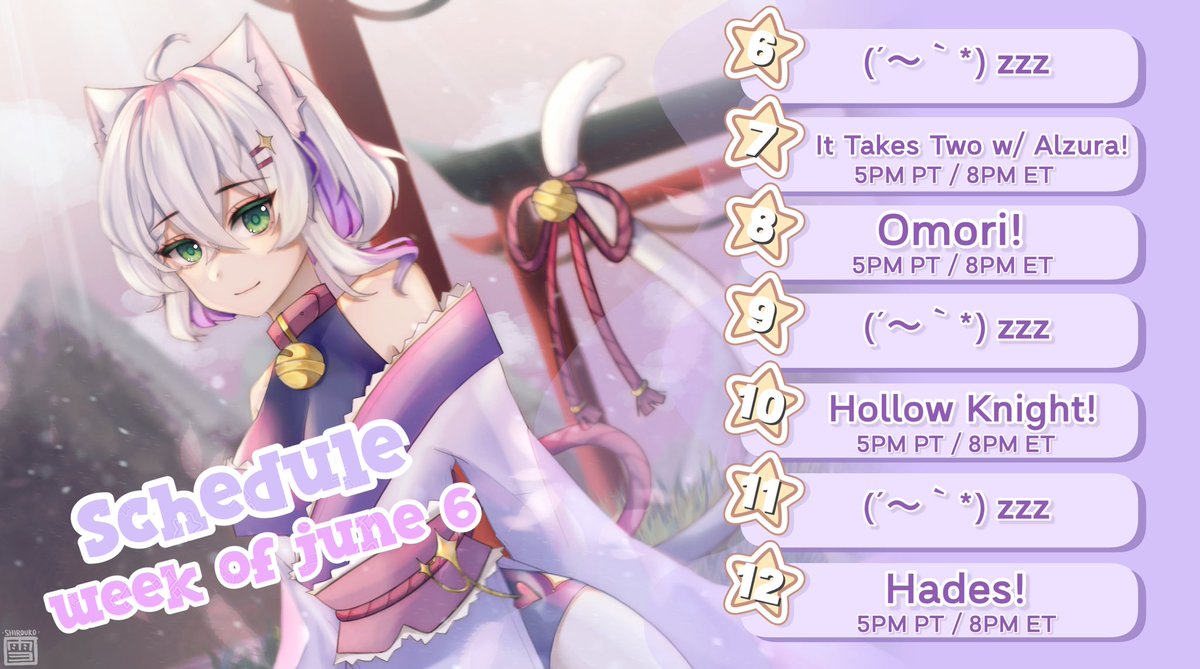 6
(´～｀*) zzz
7
It Takes Two w/ Alzura!
5PM PT / 8PM ET
8
Omori!
5PM PT / 8PM ET
9
(´～｀*) zzz
10
Hollow Knight!
5PM PT / 8PM ET
11
(´～｀*) zzz
12
Hades!
5PM PT / 8PM ET
Schedule
week of june 6
·SHIROUKO·
雪